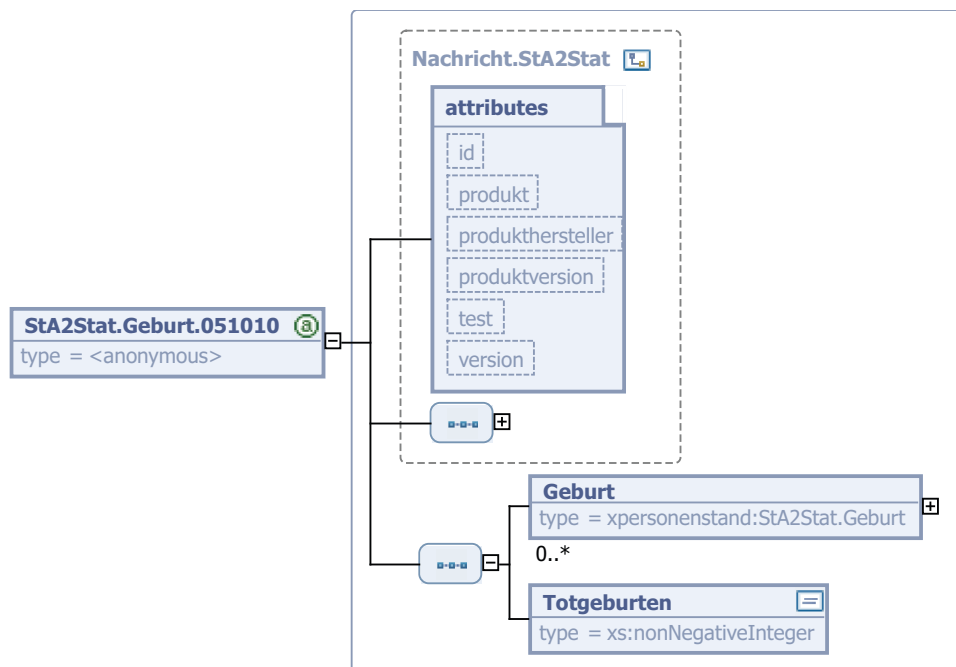 Nachricht.StA2Stat
attributes
id
produkt
produkthersteller
produktversion
test
version
StA2Stat.Geburt.051010
type = <anonymous>
Geburt
type = xpersonenstand:StA2Stat.Geburt
0..*
Totgeburten
type = xs:nonNegativeInteger